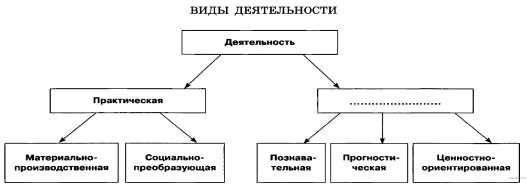 ВИДЫ ДЕЯТЕЛЬНОСТИ
Деятельность
Практическая
...........................
Материально-
производственная
Социально-
преобразующая
Познава-
тельная
Прогности-
ческая
Ценностно-
ориентированная